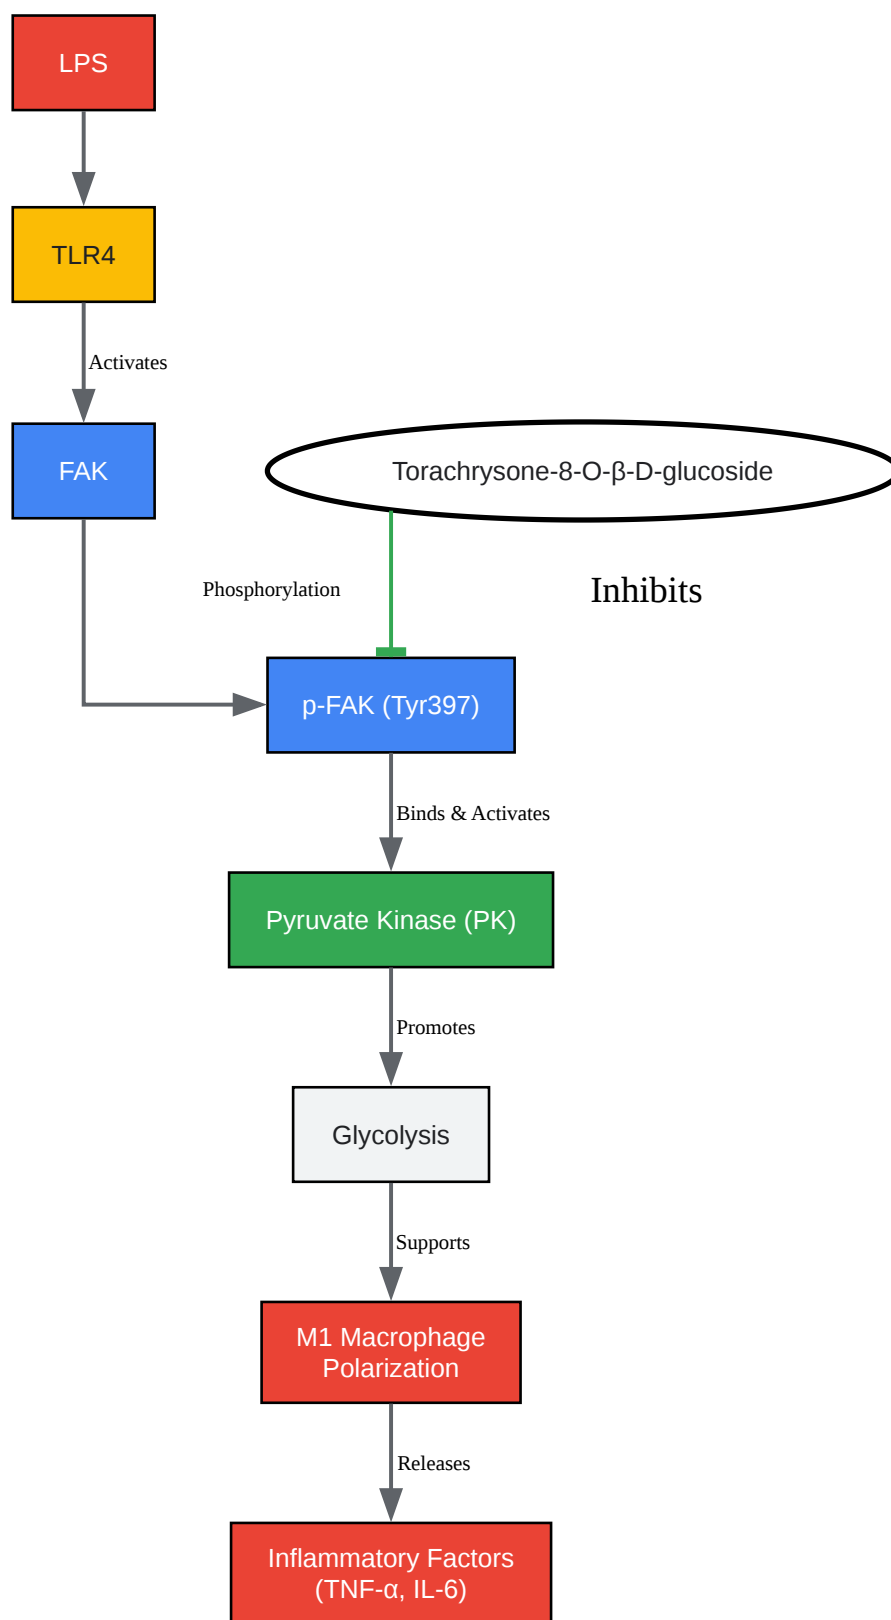 LPS
TLR4
Activates
FAK
Torachrysone-8-O-β-D-glucoside
Phosphorylation
Inhibits
p-FAK (Tyr397)
Binds & Activates
Pyruvate Kinase (PK)
Promotes
Glycolysis
Supports
M1 Macrophage
Polarization
Releases
Inflammatory Factors
(TNF-α, IL-6)